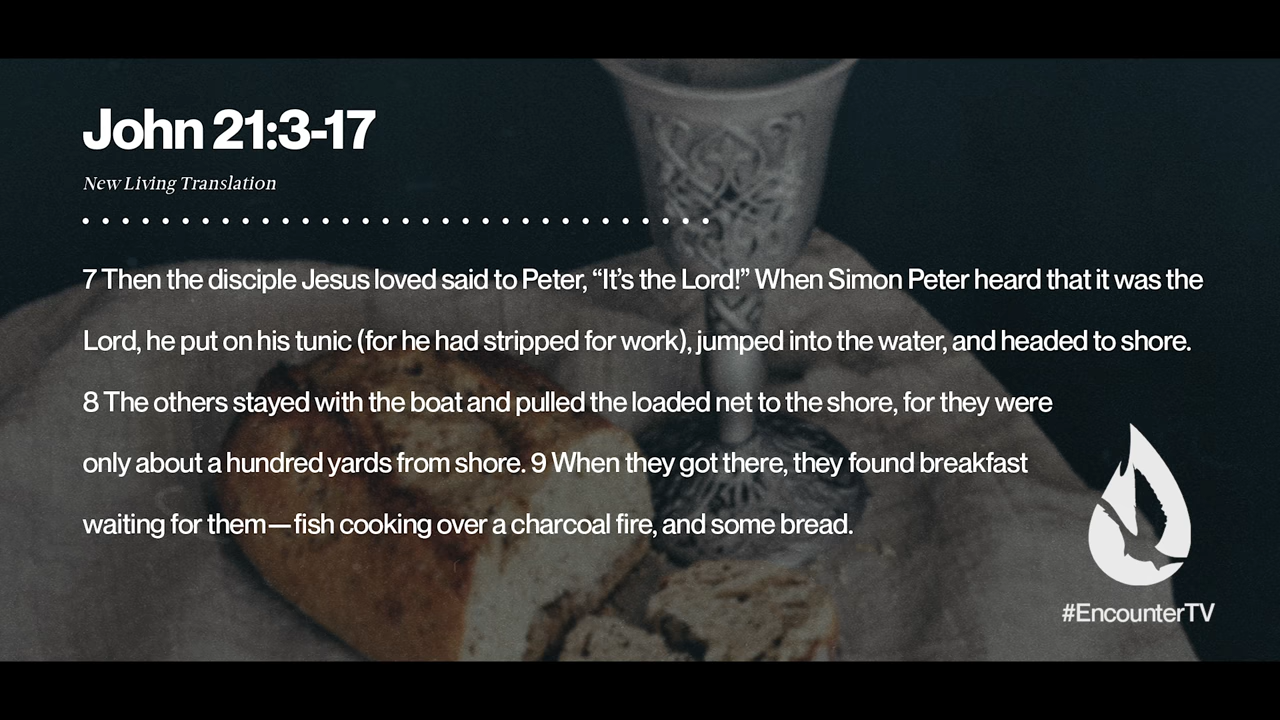 John 21:3-17
New Living Translation
7 Then the disciple Jesus loved said to Peter, “It’s the Lord!” When Simon Peter heard that it was the
Lord, he put on his tunic (for he had stripped for work), jumped into the water, and headed to shore.
8 The others stayed with the boat and pulled the loaded net to the shore, for they were
only about a hundred yards from shore. 9 When they got there, they found breakfast
waiting for them—fish cooking over a charcoal fire, and some bread.
#EncounterTV